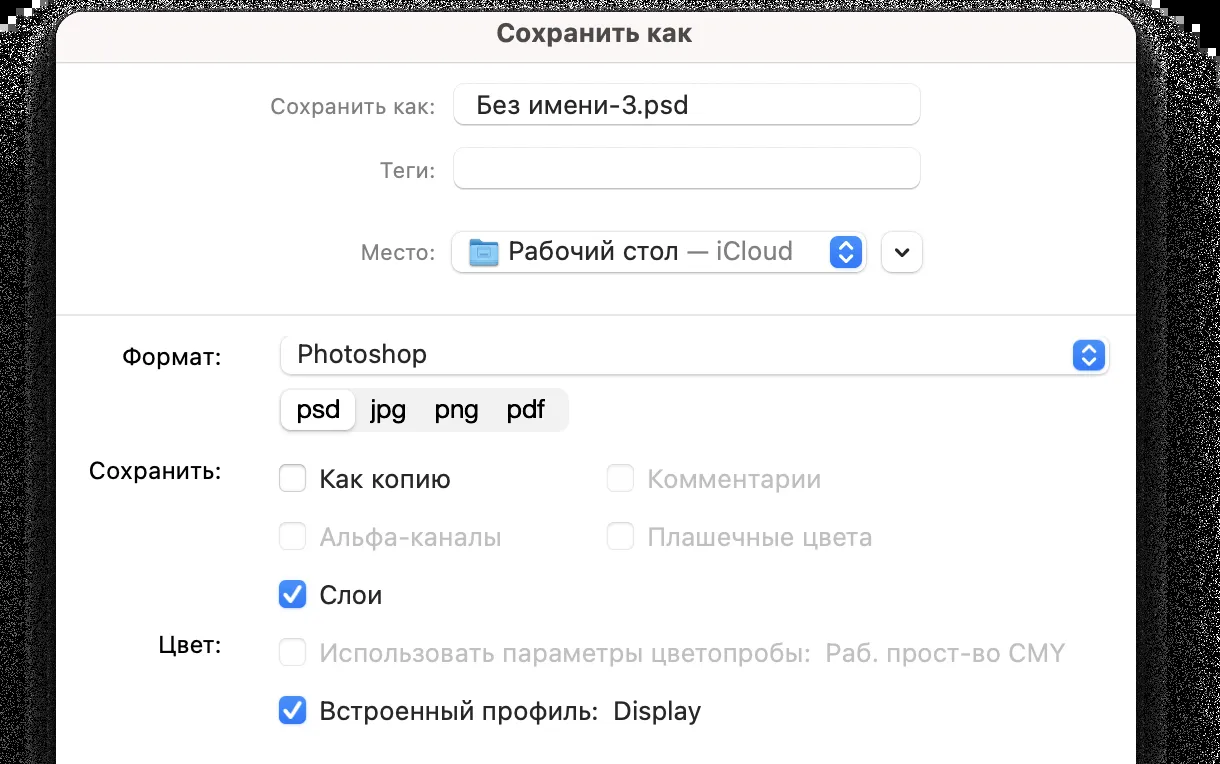 Сохранить как
Сохранить как: Без имени-3.psd
Теги:
Место: Рабочий стол — iCloud
Формат: Photoshop
psd jpg png pdf
Сохранить: Как копию Комментарии
Альфа-каналы Плашечные цвета
Слои
Цвет: Использовать параметры цветопробы: Раб. прост-во CMY
Встроенный профиль: Display